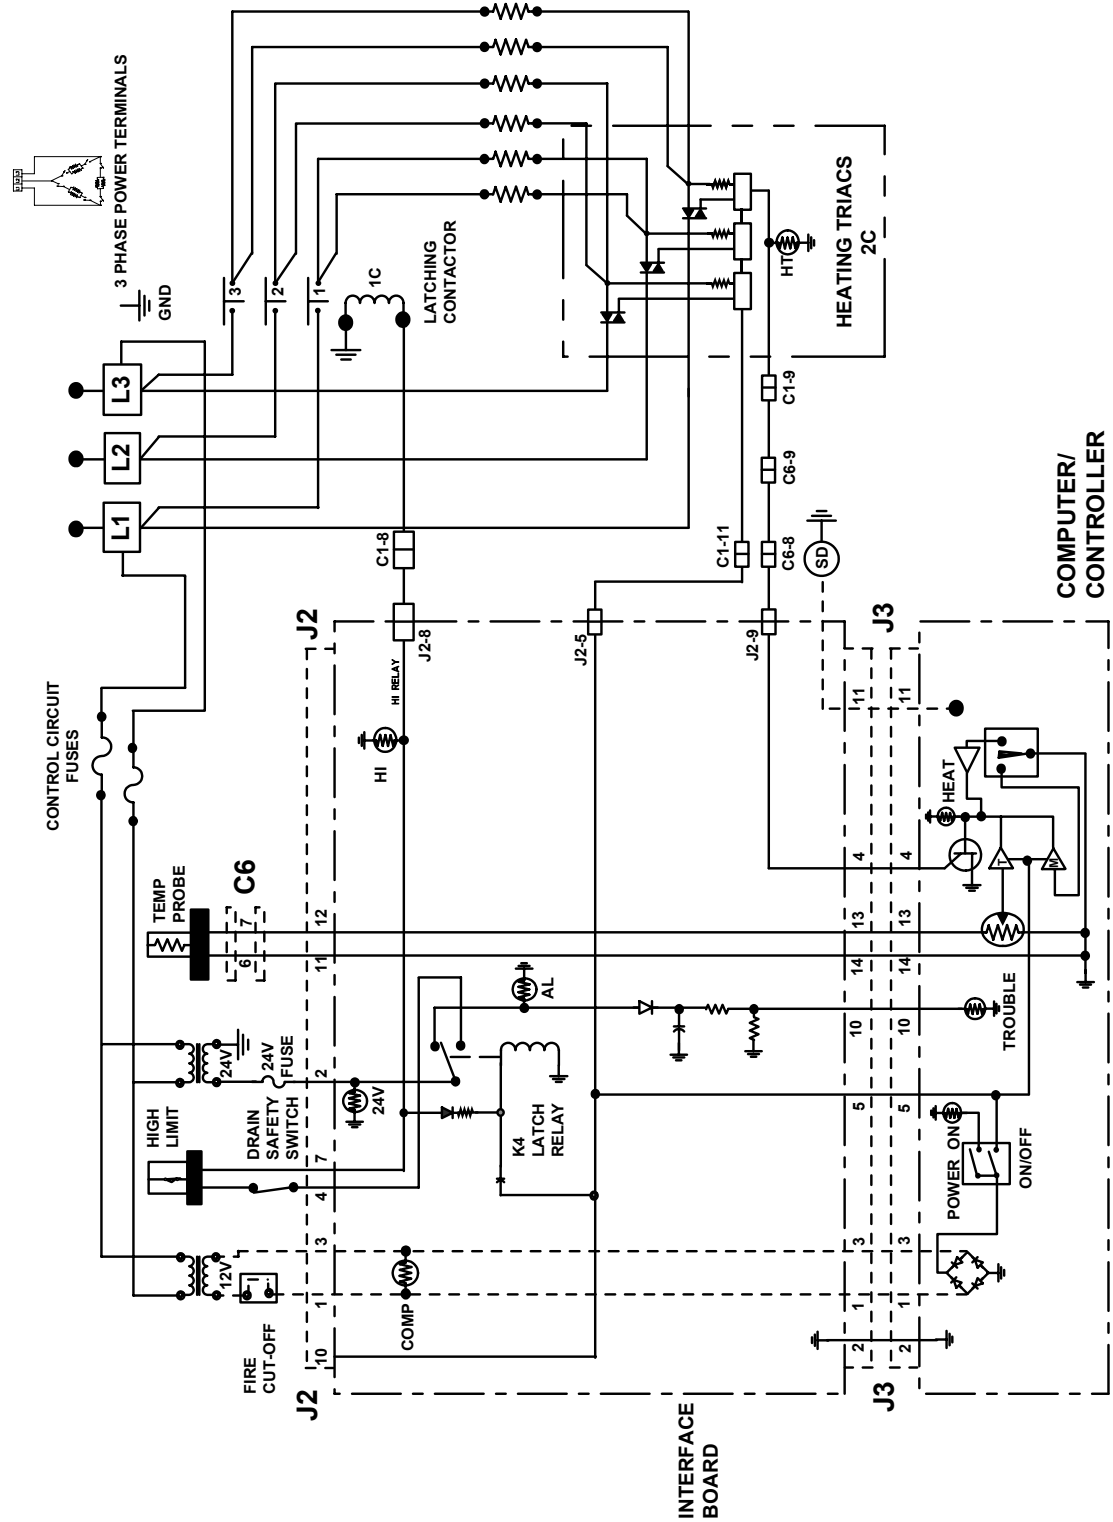 3 PHASE POWER TERMINALS
GND
L1
L2
L3
CONTROL CIRCUIT
FUSES
TEMP
PROBE
C6
6
7
HIGH
LIMIT
DRAIN
SAFETY
SWITCH
24V
24V
FUSE
12V
FIRE
CUT-OFF
J2
10
1
3
4
7
2
11
12
J2
3
2
1
1C
LATCHING
CONTACTOR
C1-8
J2-8
HI RELAY
HI
24V
COMP
K4
LATCH
RELAY
AL
J2-5
C1-11
J2-9
C6-8
C6-9
C1-9
HT
HEATING TRIACS
2C
SD
INTERFACE
BOARD
J3
2
1
3
5
10
14
13
4
11
J3
2
1
3
5
10
14
13
4
11
POWER ON
ON/OFF
TROUBLE
HEAT
T
M
COMPUTER/
CONTROLLER